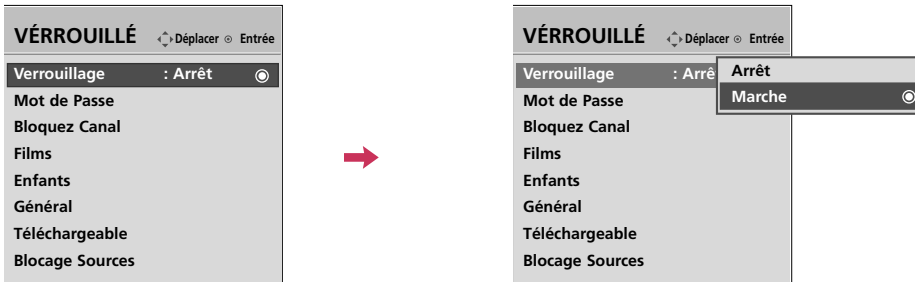 VÉRROUILLÉ Déplacer Entrée
Verrouillage : Arrêt
Mot de Passe
Bloquez Canal
Films
Enfants
Général
Téléchargeable
Blocage Sources
VÉRROUILLÉ Déplacer Entrée
Verrouillage : Arrê
Arrêt
Marche
Mot de Passe
Bloquez Canal
Films
Enfants
Général
Téléchargeable
Blocage Sources